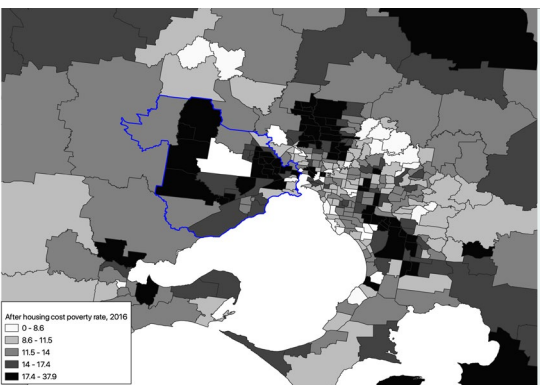 After housing cost poverty rate, 2016
0 - 8.6
8.6 - 11.5
11.5 - 14
14 - 17.4
17.4 - 37.9